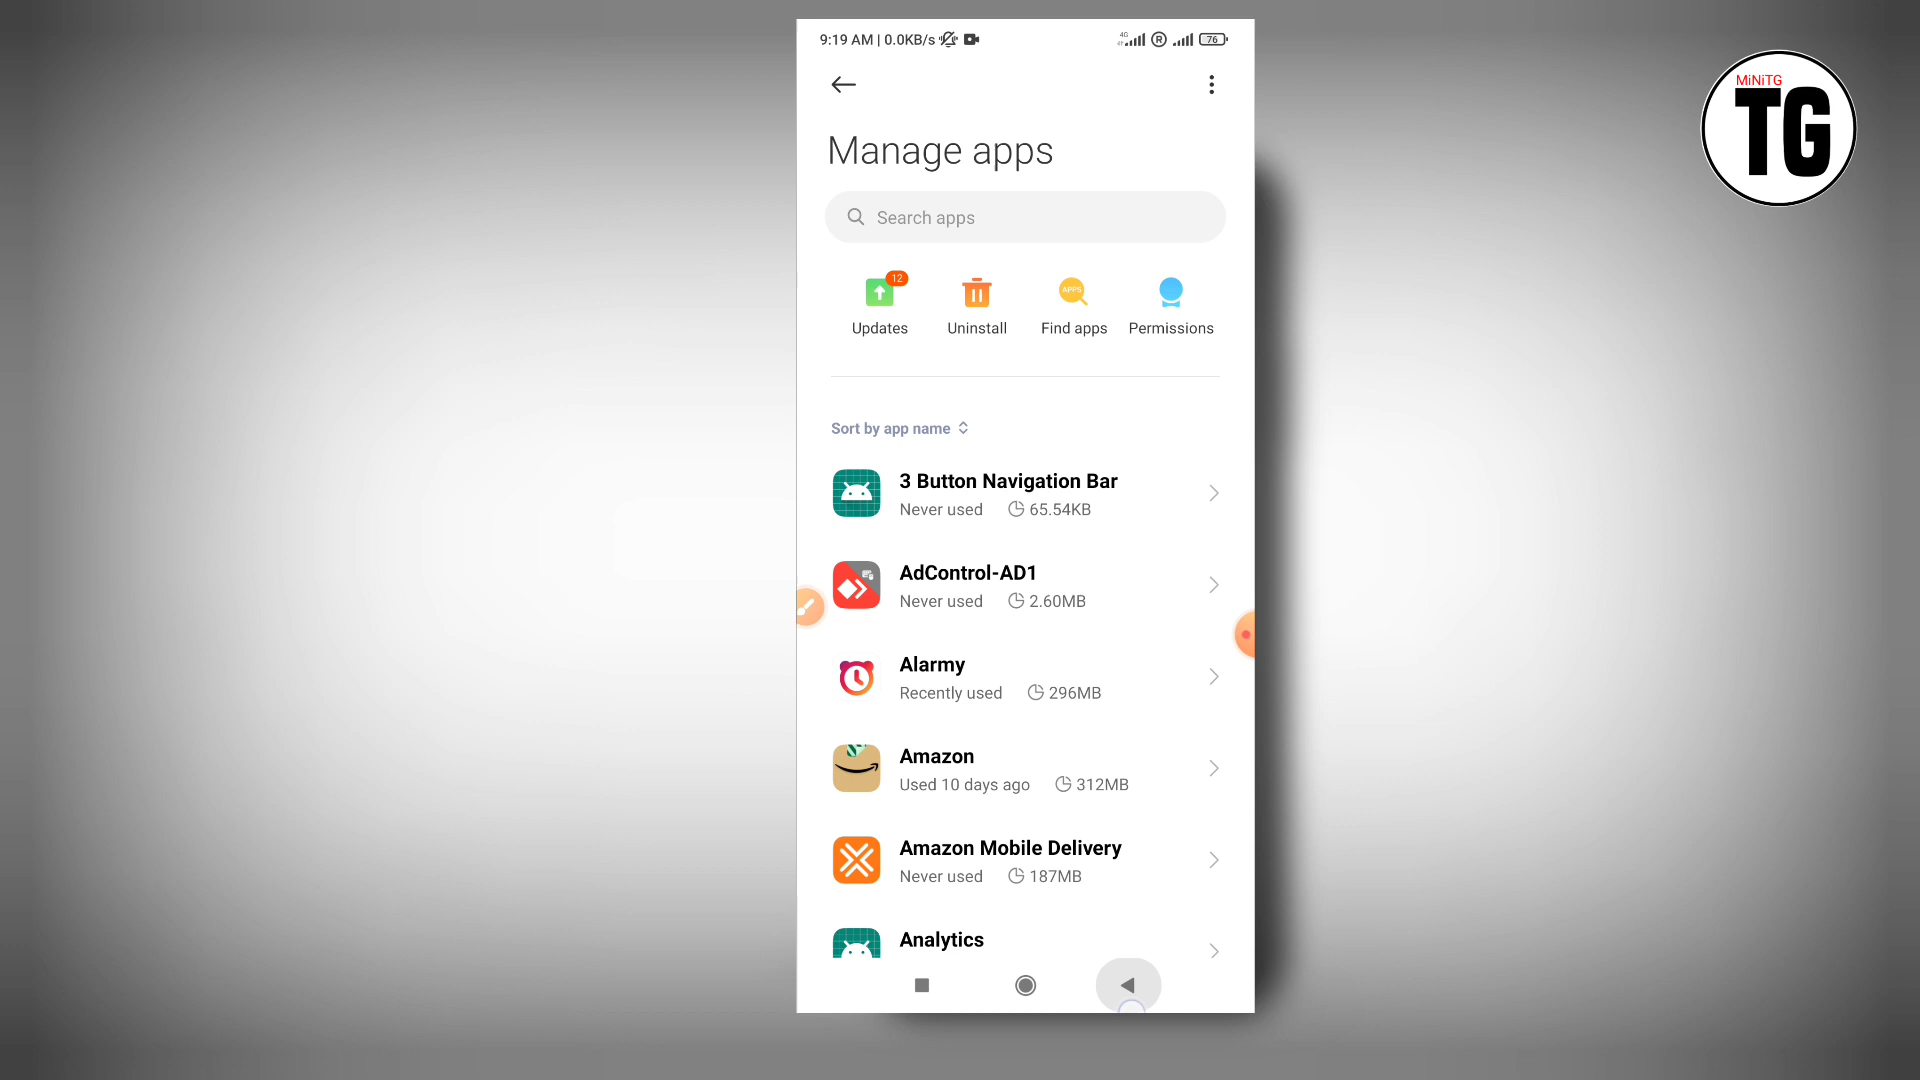 9:19 AM | 0.0KB/s
4G
R
76
MiNiTG
TG
Manage apps
Search apps
12
APPS
Updates
Uninstall
Find apps
Permissions
Sort by app name
3 Button Navigation Bar
Never used 65.54KB
AdControl-AD1
Never used 2.60MB
Alarmy
Recently used 296MB
Amazon
Used 10 days ago 312MB
Amazon Mobile Delivery
Never used 187MB
Analytics